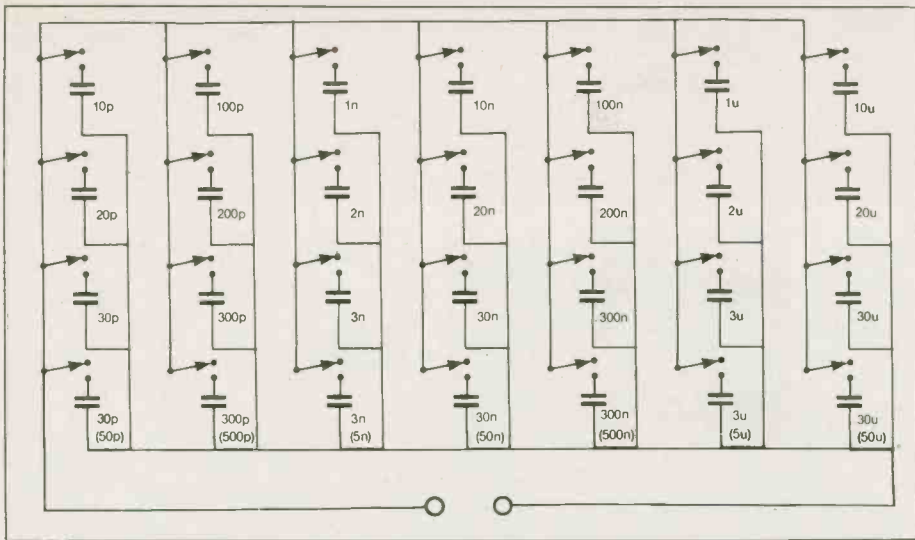 10p
100p
1n
10n
100n
1u
10u
20p
200p
2n
20n
200n
2u
20u
30p
300p
3n
30n
300n
3u
30u
30p
(50p)
300p
(500p)
3n
(5n)
30n
(50n)
300n
(500n)
3u
(5u)
30u
(50u)